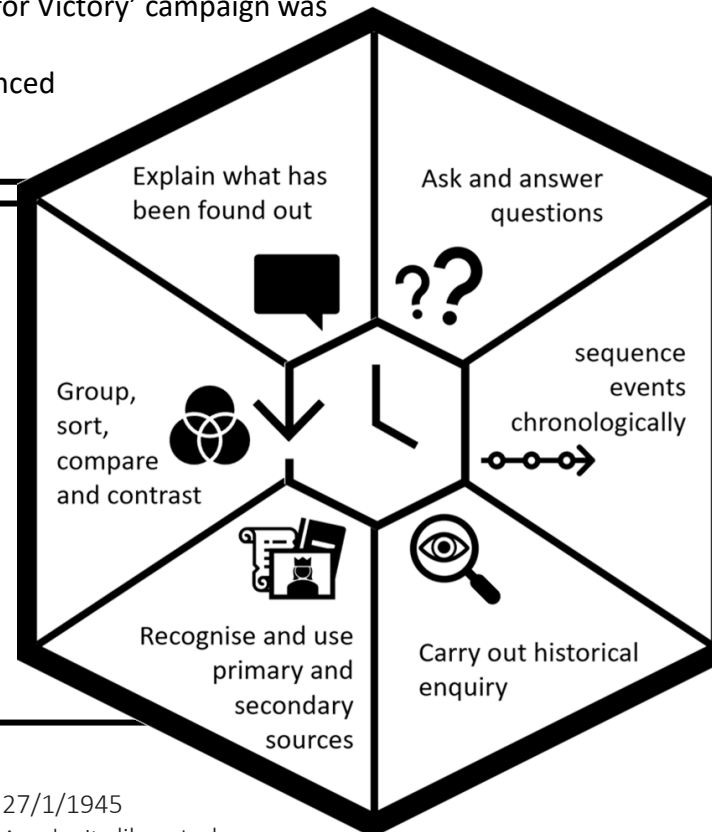 for Victory’ campaign was
Explain what has
been found out
Ask and answer
questions
??
sequence
events
chronologically
Group,
sort,
compare
and contrast
Recognise and use
primary and
secondary
sources
Carry out historical
enquiry
27/1/1945